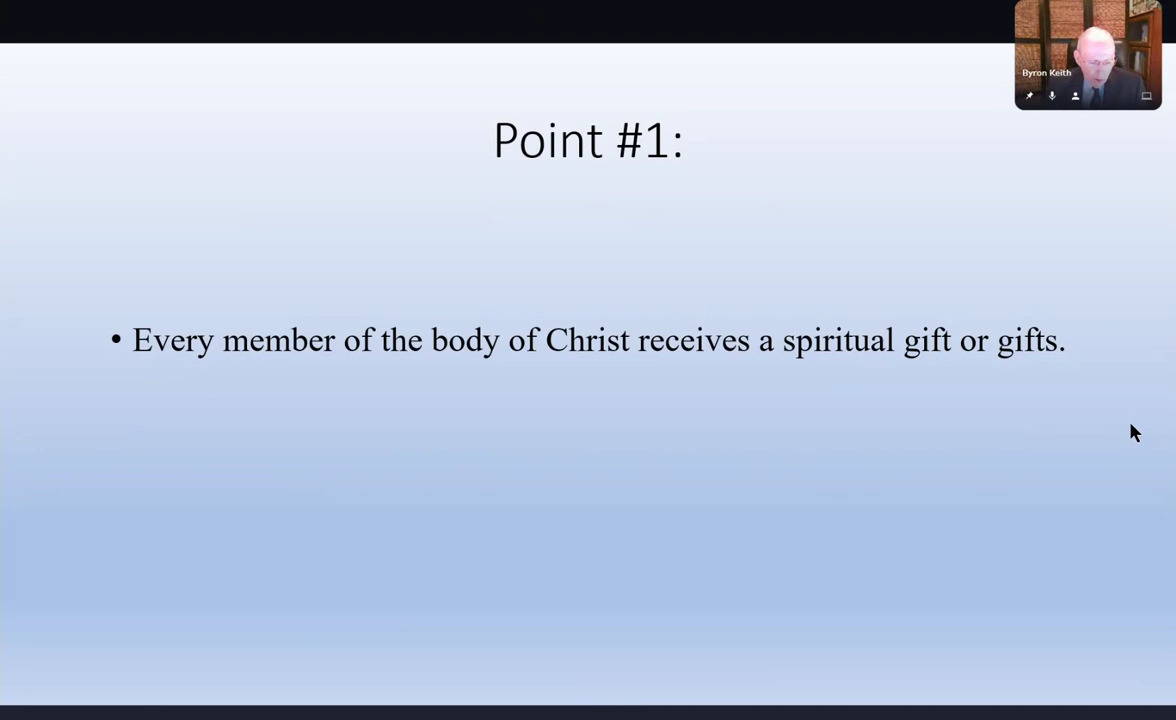 Byron Keith
Point #1:
• Every member of the body of Christ receives a spiritual gift or gifts.